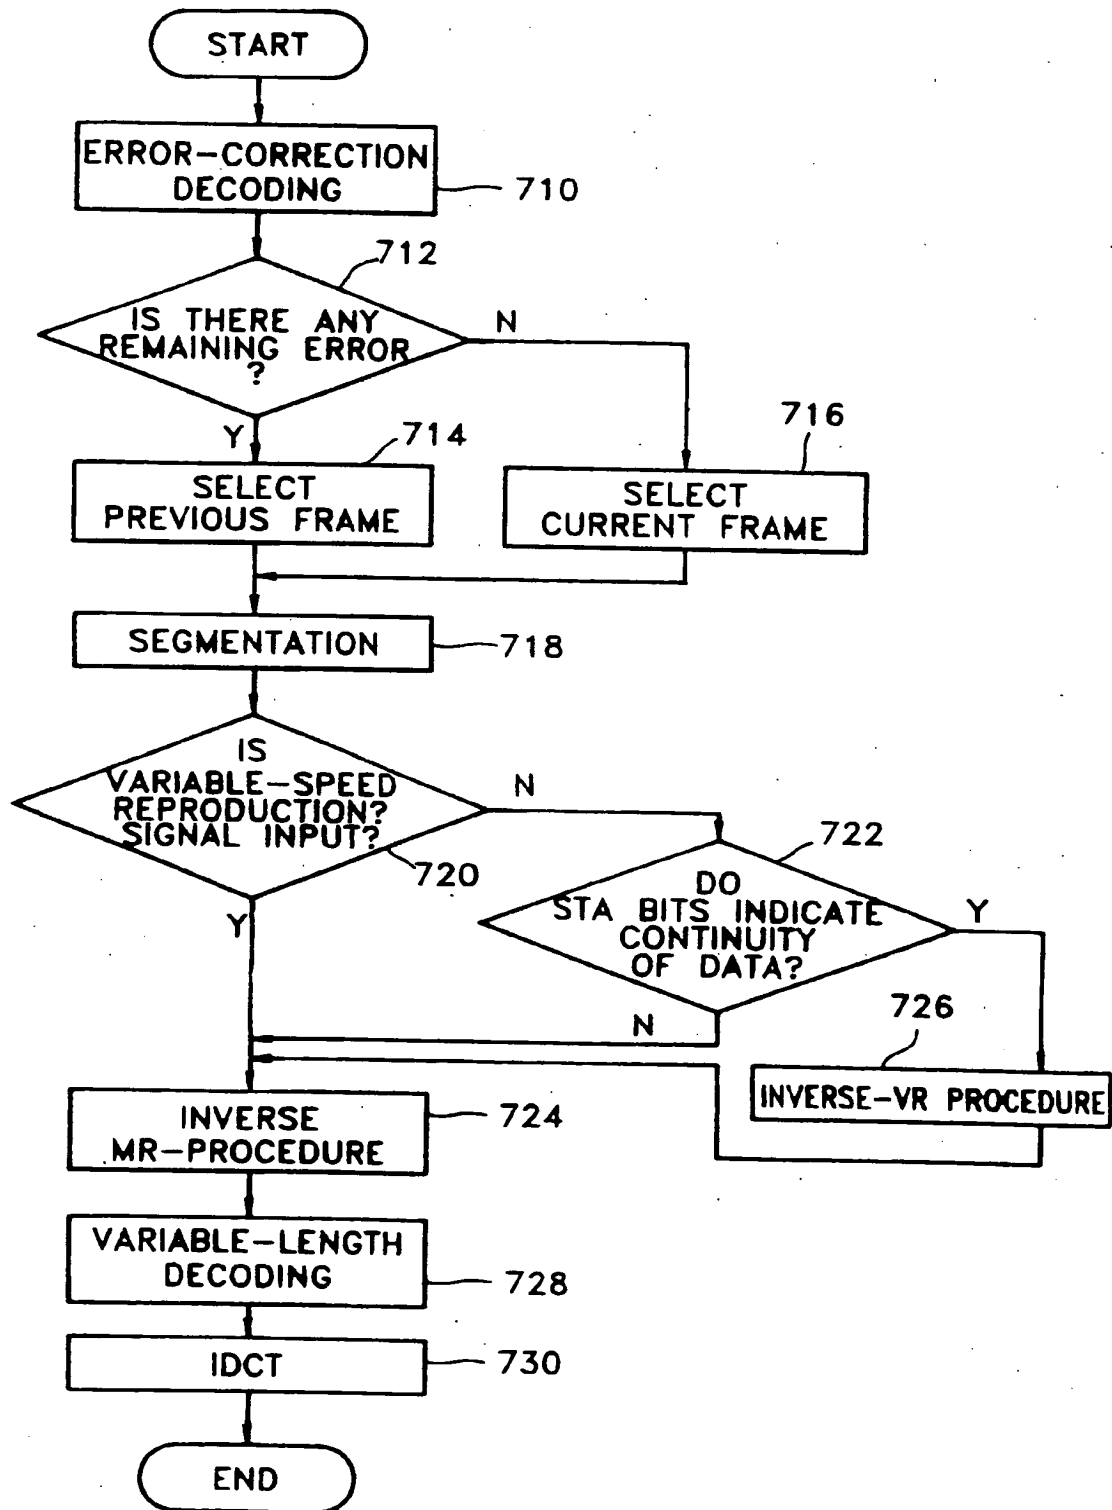 START
ERROR-CORRECTION
DECODING
710
712
IS THERE ANY
REMAINING ERROR
?
N
Y
714
716
SELECT
PREVIOUS FRAME
SELECT
CURRENT FRAME
SEGMENTATION
718
IS
VARIABLE-SPEED
REPRODUCTION?
SIGNAL INPUT?
N
720
Y
722
DO
STA BITS INDICATE
CONTINUITY
OF DATA?
Y
N
726
INVERSE-VR PROCEDURE
INVERSE
MR-PROCEDURE
724
VARIABLE-LENGTH
DECODING
728
IDCT
730
END